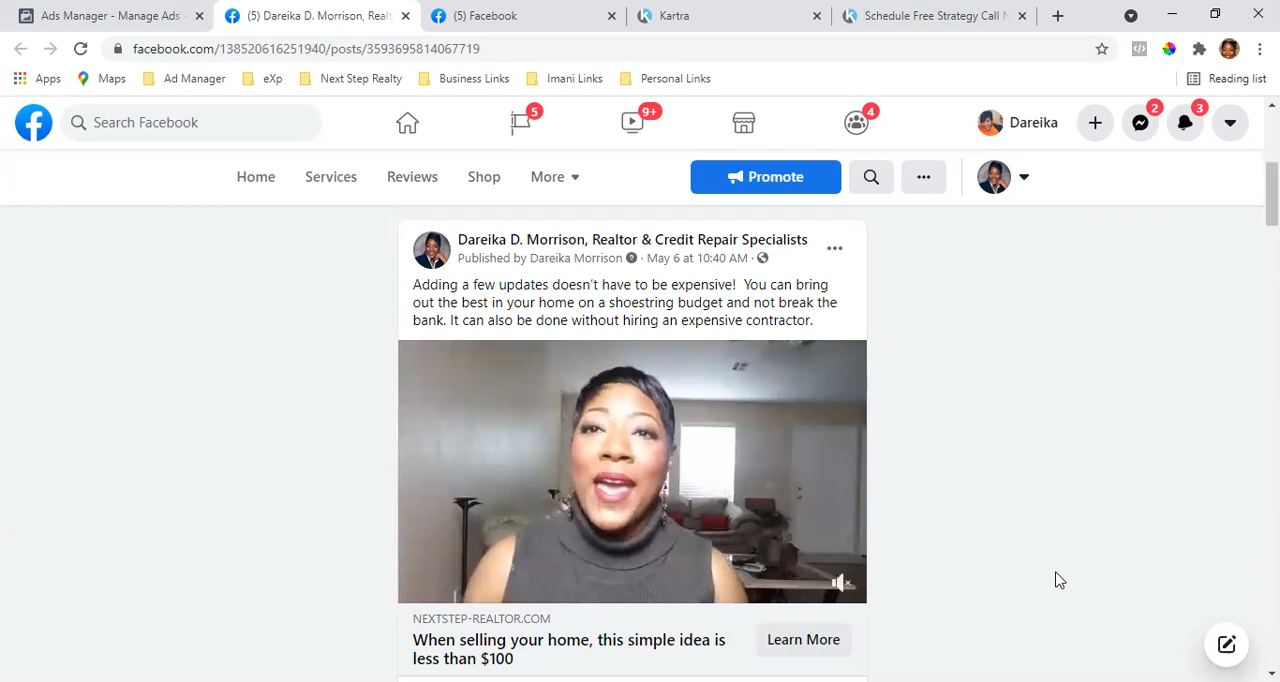 Ads Manager - Manage Ads -
(5) Dareika D. Morrison, Realt
(5) Facebook
Kartra
Schedule Free Strategy Call N
facebook.com/138520616251940/posts/3593695814067719
Apps
Maps
Ad Manager
eXp
Next Step Realty
Business Links
Imani Links
Personal Links
Reading list
Search Facebook
5
9+
4
Dareika
2
3
Home
Services
Reviews
Shop
More
Promote
Dareika D. Morrison, Realtor & Credit Repair Specialists
Published by Dareika Morrison · May 6 at 10:40 AM ·
Adding a few updates doesn't have to be expensive! You can bring
out the best in your home on a shoestring budget and not break the
bank. It can also be done without hiring an expensive contractor.
NEXTSTEP-REALTOR.COM
When selling your home, this simple idea is
less than $100
Learn More